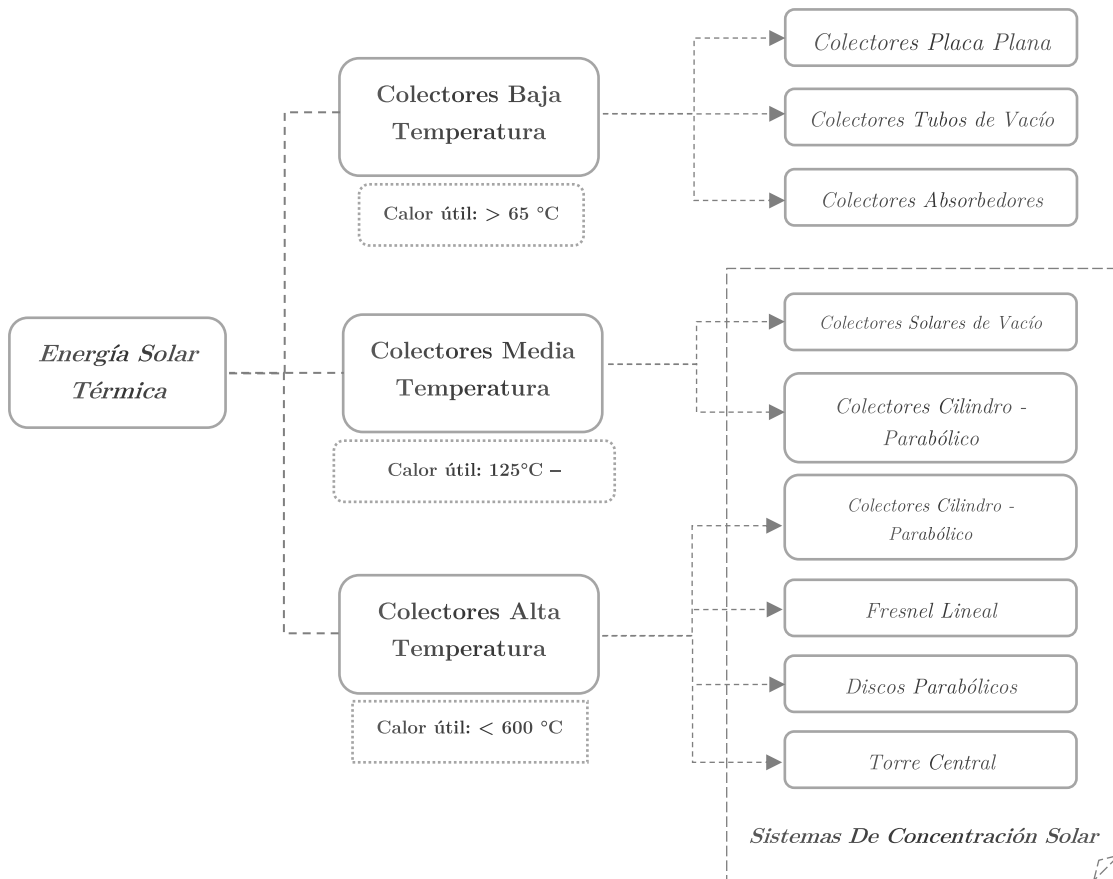 Energía Solar
Térmica
Colectores Baja
Temperatura
Calor útil: > 65 °C
Colectores Placa Plana
Colectores Tubos de Vacío
Colectores Absorbedores
Colectores Media
Temperatura
Calor útil: 125°C –
Colectores Solares de Vacío
Colectores Cilindro -
Parabólico
Colectores Alta
Temperatura
Calor útil: < 600 °C
Colectores Cilindro -
Parabólico
Fresnel Lineal
Discos Parabólicos
Torre Central
Sistemas De Concentración Solar